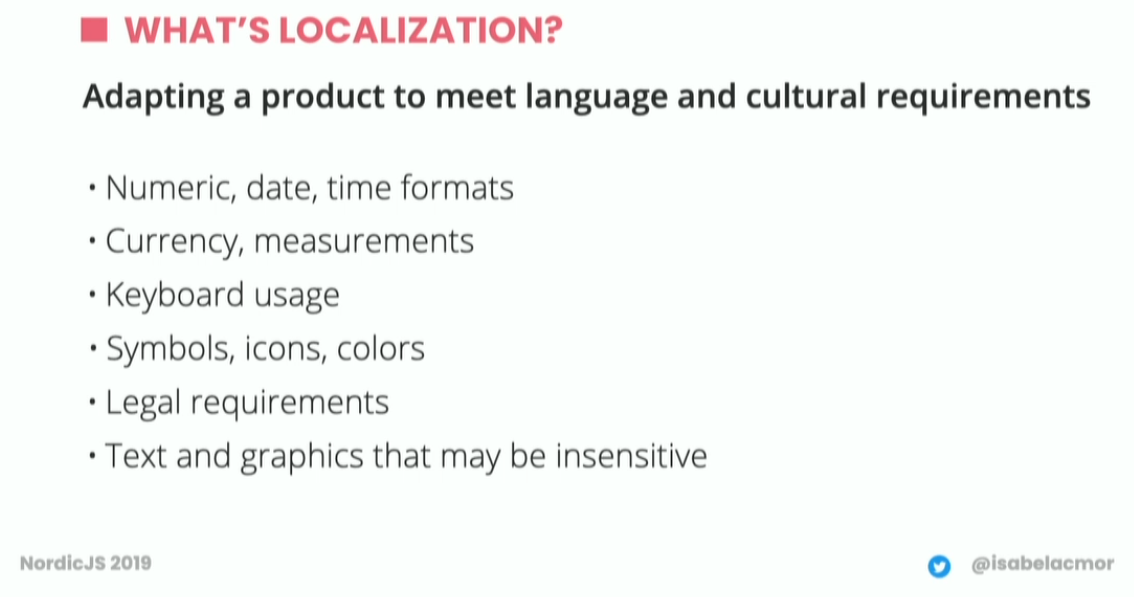 WHAT'S LOCALIZATION?
Adapting a product to meet language and cultural requirements
• Numeric, date, time formats
• Currency, measurements
• Keyboard usage
• Symbols, icons, colors
• Legal requirements
• Text and graphics that may be insensitive
NordicJS 2019
@isabelacmor